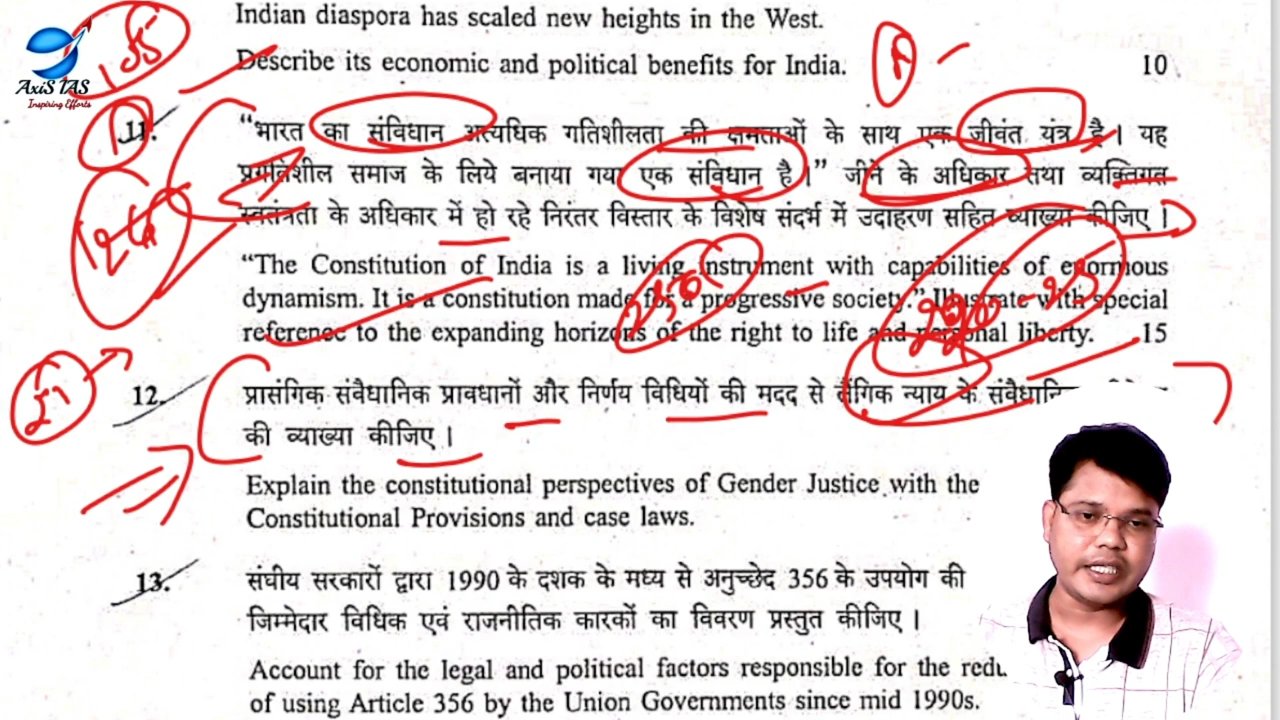 AxiS IAS
Inspiring Efforts
Indian diaspora has scaled new heights in the West.
Describe its economic and political benefits for India. 10
11. “भारत का संविधान अत्यधिक गतिशीलता की क्षमताओं के साथ एक जीवंत यंत्र है। यह
प्रगतिशील समाज के लिये बनाया गया एक संविधान है।” जीने के अधिकार तथा व्यक्तिगत
स्वतंत्रता के अधिकार में हो रहे निरंतर विस्तार के विशेष संदर्भ में उदाहरण सहित व्याख्या कीजिए।
“The Constitution of India is a living instrument with capabilities of enormous
dynamism. It is a constitution made for a progressive society.” Illustrate with special
reference to the expanding horizons of the right to life and personal liberty. 15
12. प्रासंगिक संवैधानिक प्रावधानों और निर्णय विधियों की मदद से लैंगिक न्याय के
की व्याख्या कीजिए।
Explain the constitutional perspectives of Gender Justice with the
Constitutional Provisions and case laws.
13. संघीय सरकारों द्वारा 1990 के दशक के मध्य से अनुच्छेद 356 के उपयोग की
जिम्मेदार विधिक एवं राजनीतिक कारकों का विवरण प्रस्तुत कीजिए।
Account for the legal and political factors responsible for the
of using Article 356 by the Union Governments since mid 1990s.